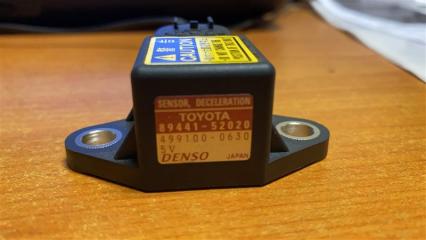 CAUTION
SENSOR, DECELERATION
TOYOTA
89441-52020
499100-0630
5V
DENSO JAPAN